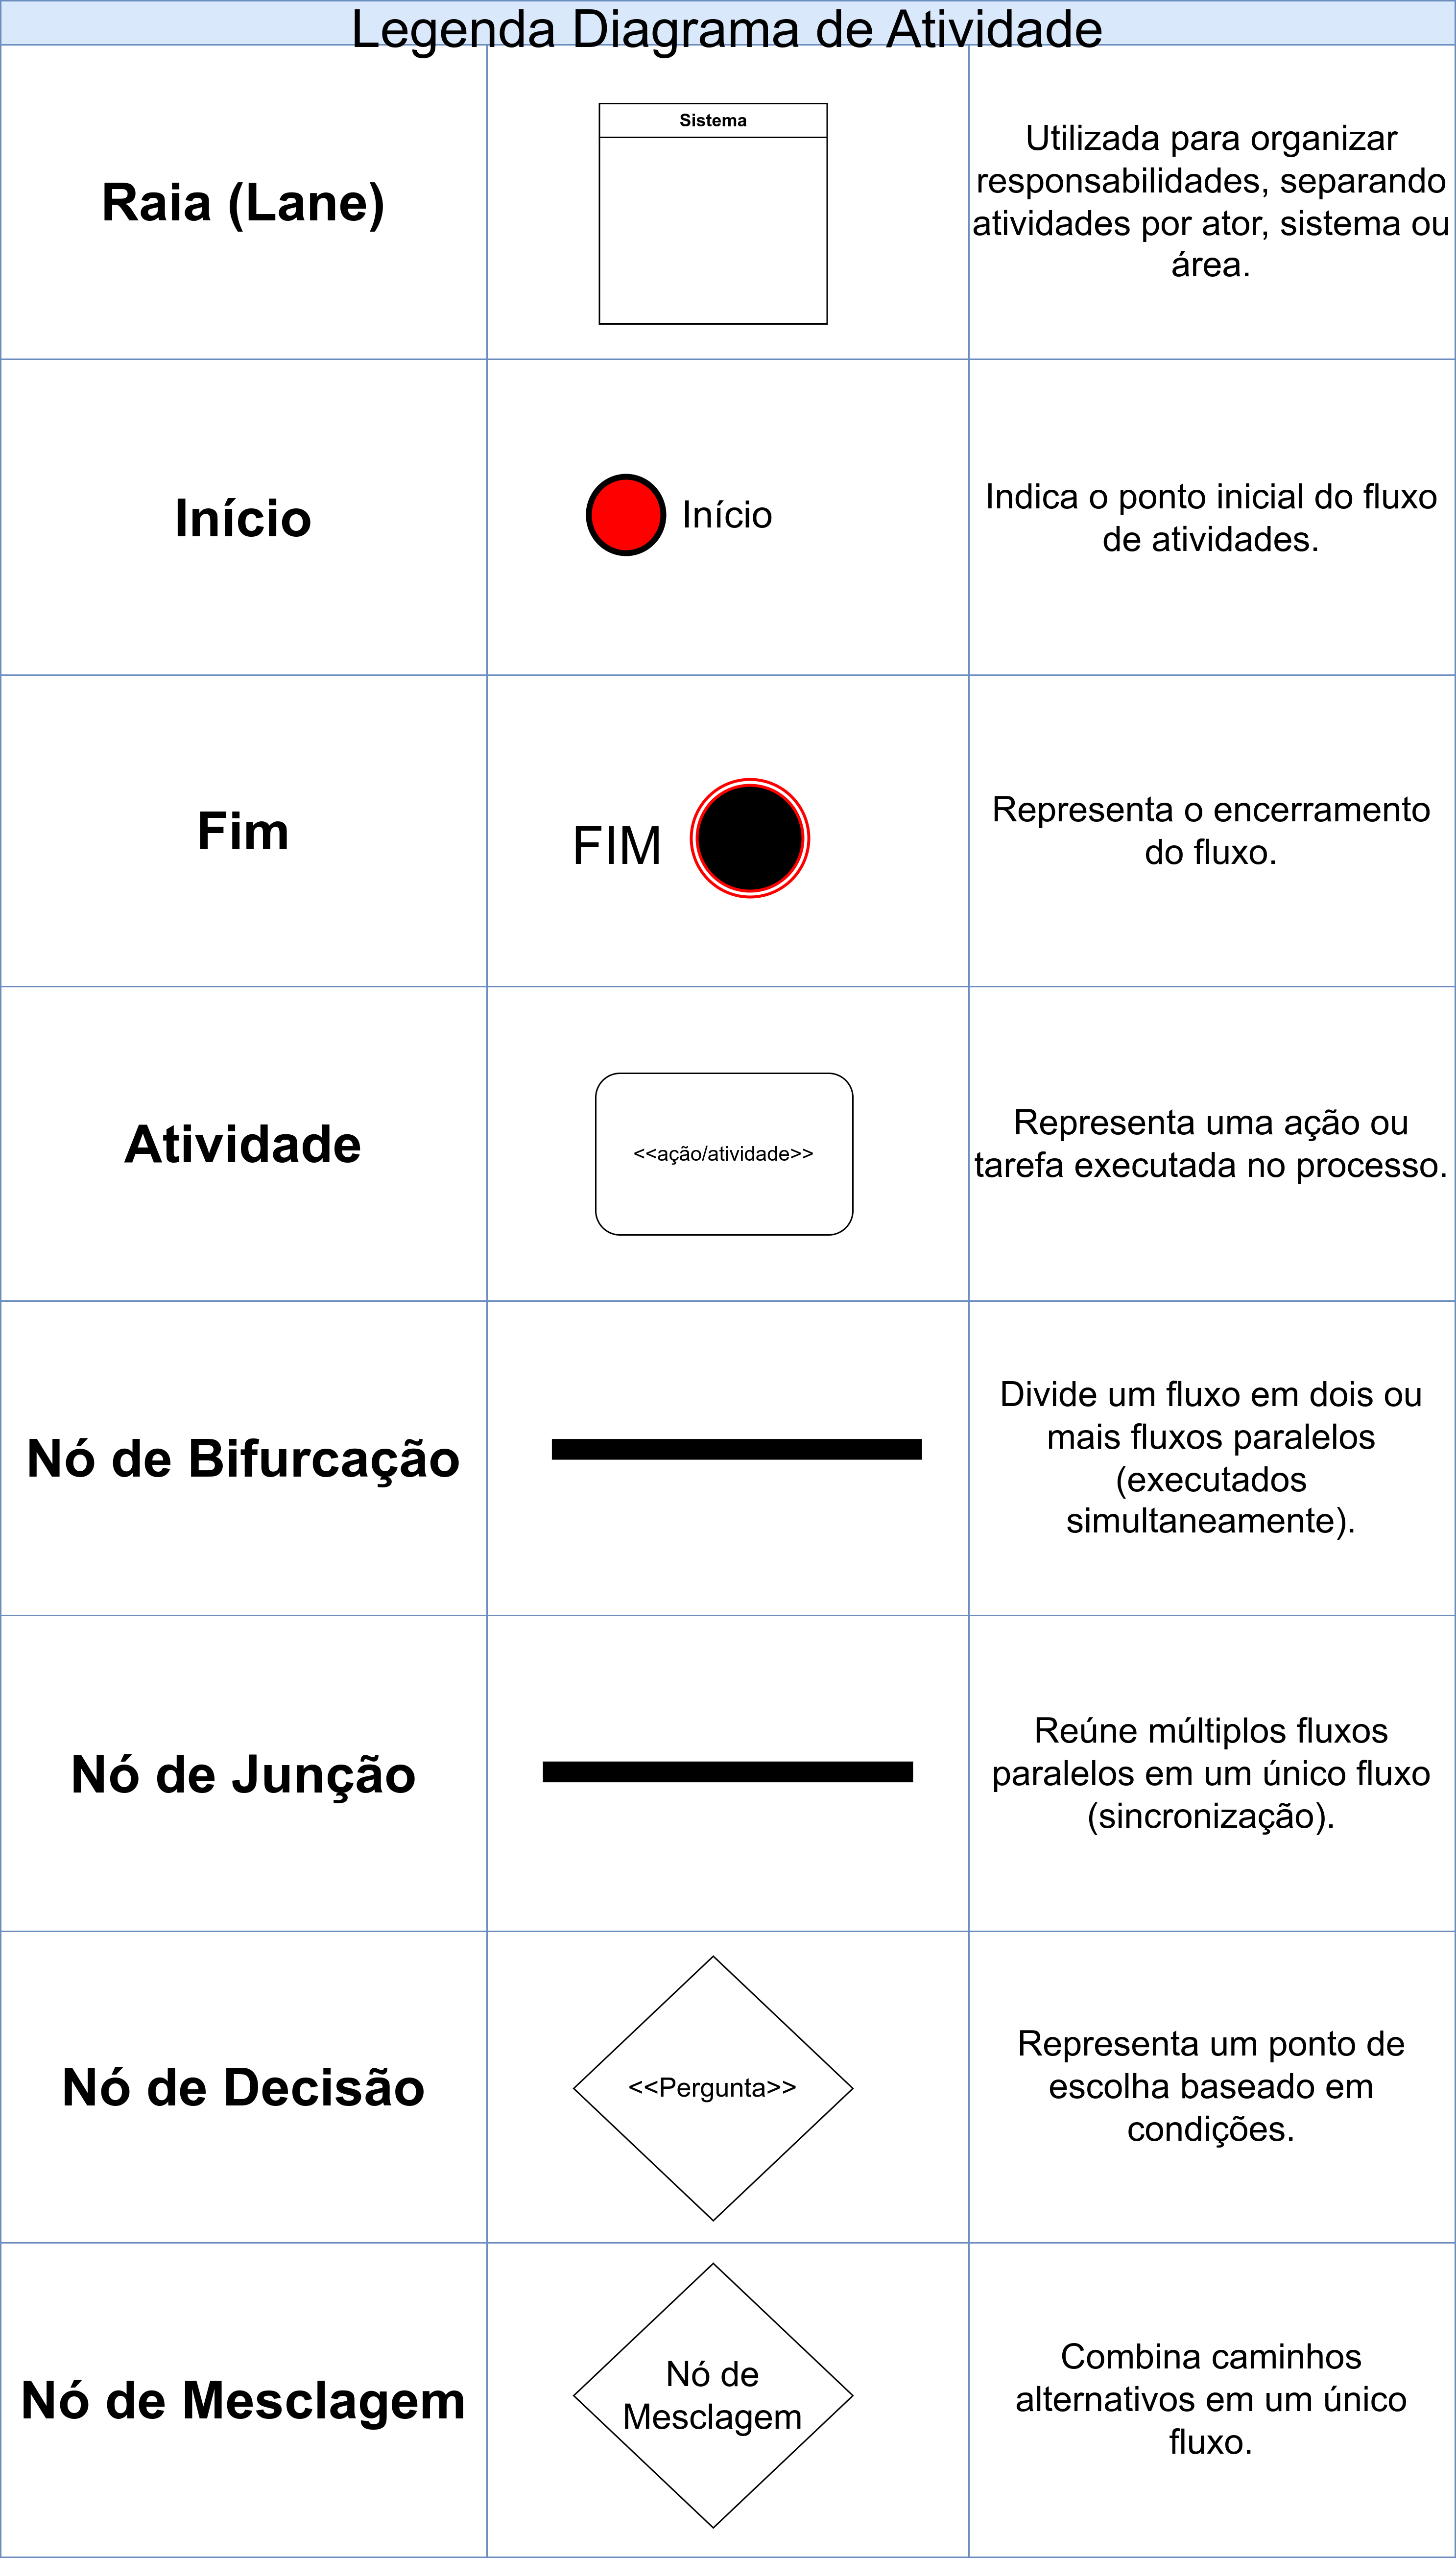 Legenda Diagrama de Atividade
Raia (Lane)
Sistema
Utilizada para organizar
responsabilidades, separando
atividades por ator, sistema ou
área.
Início
Início
Indica o ponto inicial do fluxo
de atividades.
Fim
FIM
Representa o encerramento
do fluxo.
Atividade
<<ação/atividade>>
Representa uma ação ou
tarefa executada no processo.
Nó de Bifurcação
Divide um fluxo em dois ou
mais fluxos paralelos
(executados
simultaneamente).
Nó de Junção
Reúne múltiplos fluxos
paralelos em um único fluxo
(sincronização).
Nó de Decisão
<<Pergunta>>
Representa um ponto de
escolha baseado em
condições.
Nó de Mesclagem
Nó de
Mesclagem
Combina caminhos
alternativos em um único
fluxo.